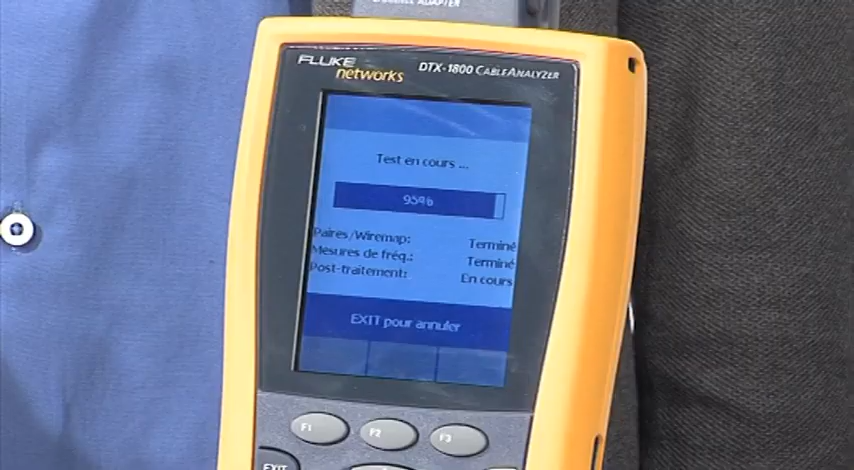 FLUKE
networks
DTX-1800 CABLEANALYZER
Test en cours ...
95%
Paires/Wiremap: Terminé
Mesures de fréq.: Terminé
Post-traitement: En cours
EXIT pour annuler
F1 F2 F3
EXIT